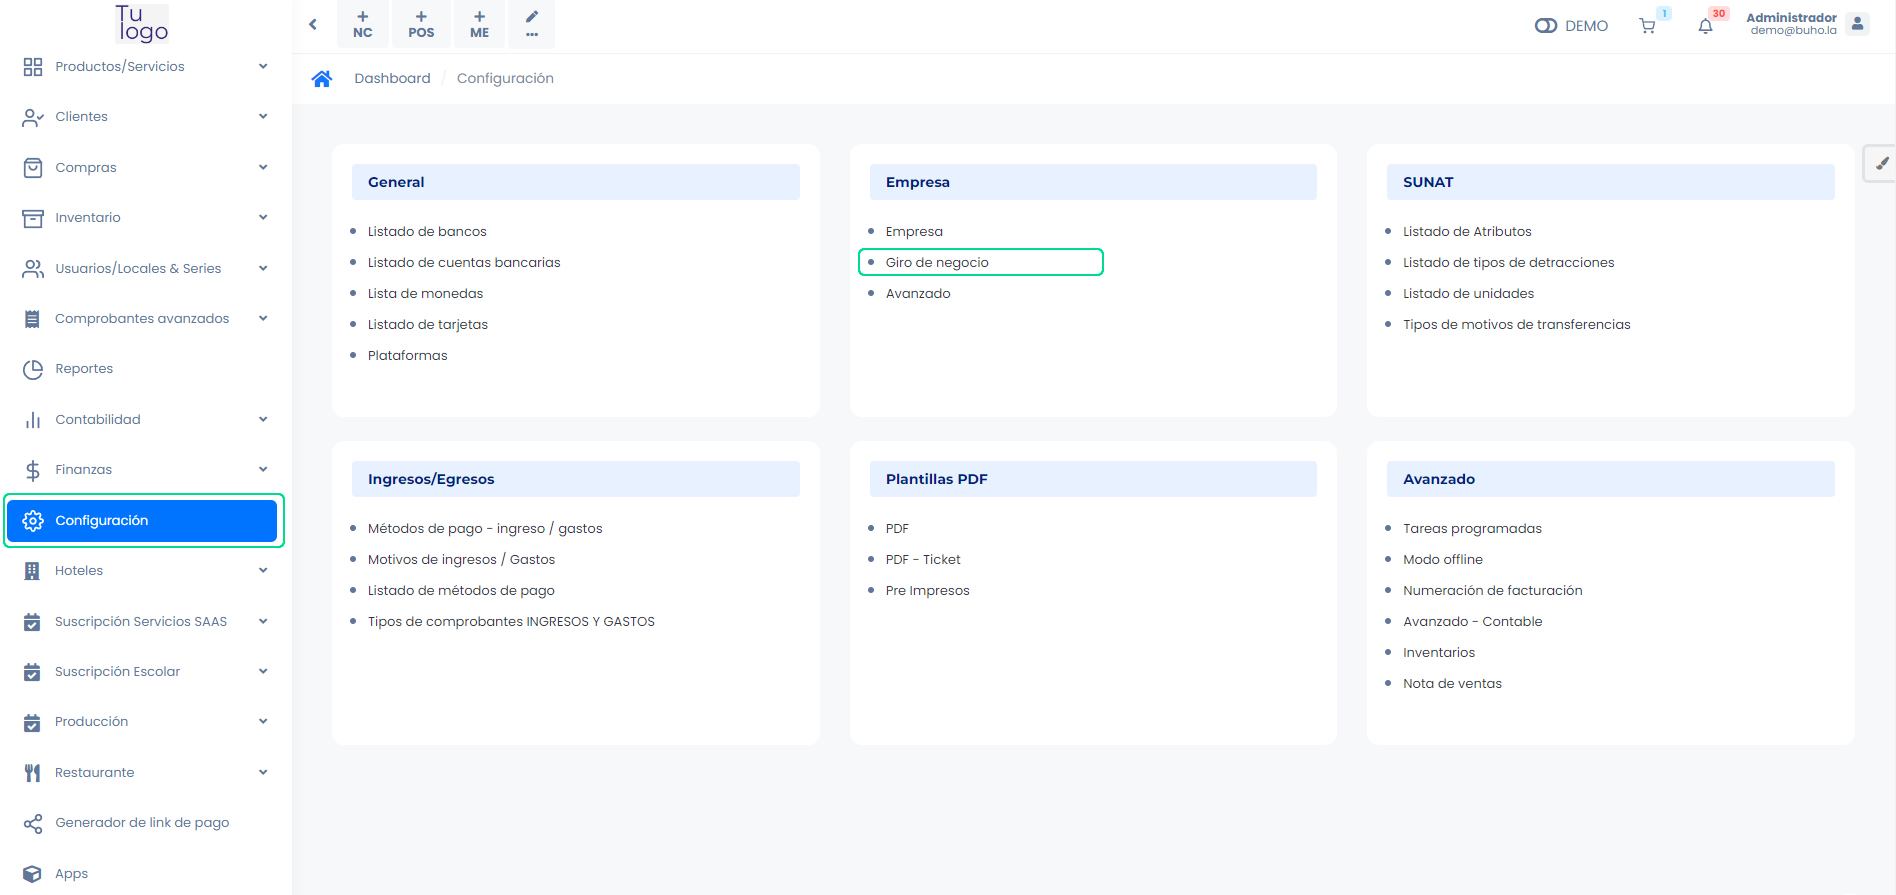 Tu
logo
Productos/Servicios
Clientes
Compras
Inventario
Usuarios/Locales & Series
Comprobantes avanzados
Reportes
Contabilidad
Finanzas
Configuración
Hoteles
Suscripción Servicios SAAS
Suscripción Escolar
Producción
Restaurante
Generador de link de pago
Apps
+ NC
+ POS
+ ME
...
DEMO
1
30
Administrador
demo@buho.la
Dashboard / Configuración
General
Listado de bancos
Listado de cuentas bancarias
Lista de monedas
Listado de tarjetas
Plataformas
Empresa
Empresa
Giro de negocio
Avanzado
SUNAT
Listado de Atributos
Listado de tipos de detracciones
Listado de unidades
Tipos de motivos de transferencias
Ingresos/Egresos
Métodos de pago - ingreso / gastos
Motivos de ingresos / Gastos
Listado de métodos de pago
Tipos de comprobantes INGRESOS Y GASTOS
Plantillas PDF
PDF
PDF - Ticket
Pre Impresos
Avanzado
Tareas programadas
Modo offline
Numeración de facturación
Avanzado - Contable
Inventarios
Nota de ventas